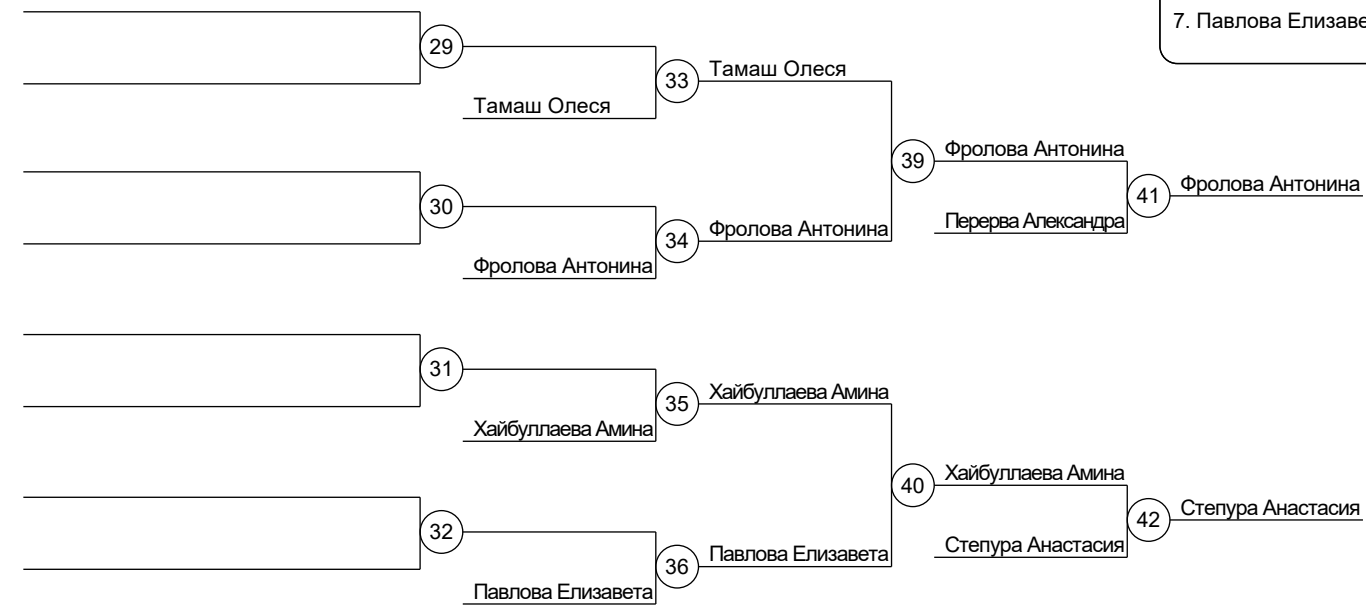 7. Павлова Елизаве
29
33
Тамаш Олеся
Тамаш Олеся
39
Фролова Антонина
41
Фролова Антонина
30
34
Фролова Антонина
Перерва Александра
Фролова Антонина
31
35
Хайбуллаева Амина
Хайбуллаева Амина
40
Хайбуллаева Амина
42
Степура Анастасия
32
36
Павлова Елизавета
Степура Анастасия
Павлова Елизавета